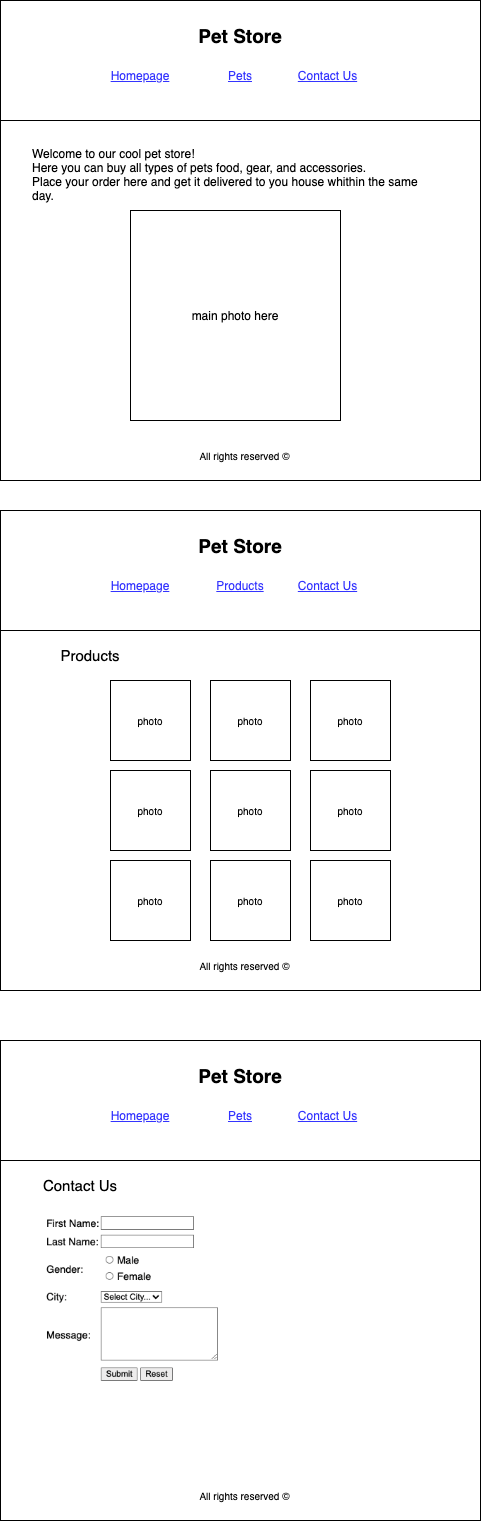 Pet Store
Homepage Pets Contact Us
Welcome to our cool pet store!
Here you can buy all types of pets food, gear, and accessories.
Place your order here and get it delivered to you house whithin the same
day.
main photo here
All rights reserved ©
Pet Store
Homepage Products Contact Us
Products
photo photo photo
photo photo photo
photo photo photo
All rights reserved ©
Pet Store
Homepage Pets Contact Us
Contact Us
First Name:
Last Name:
Gender:
Male
Female
City: Select City...
Message:
Submit Reset
All rights reserved ©